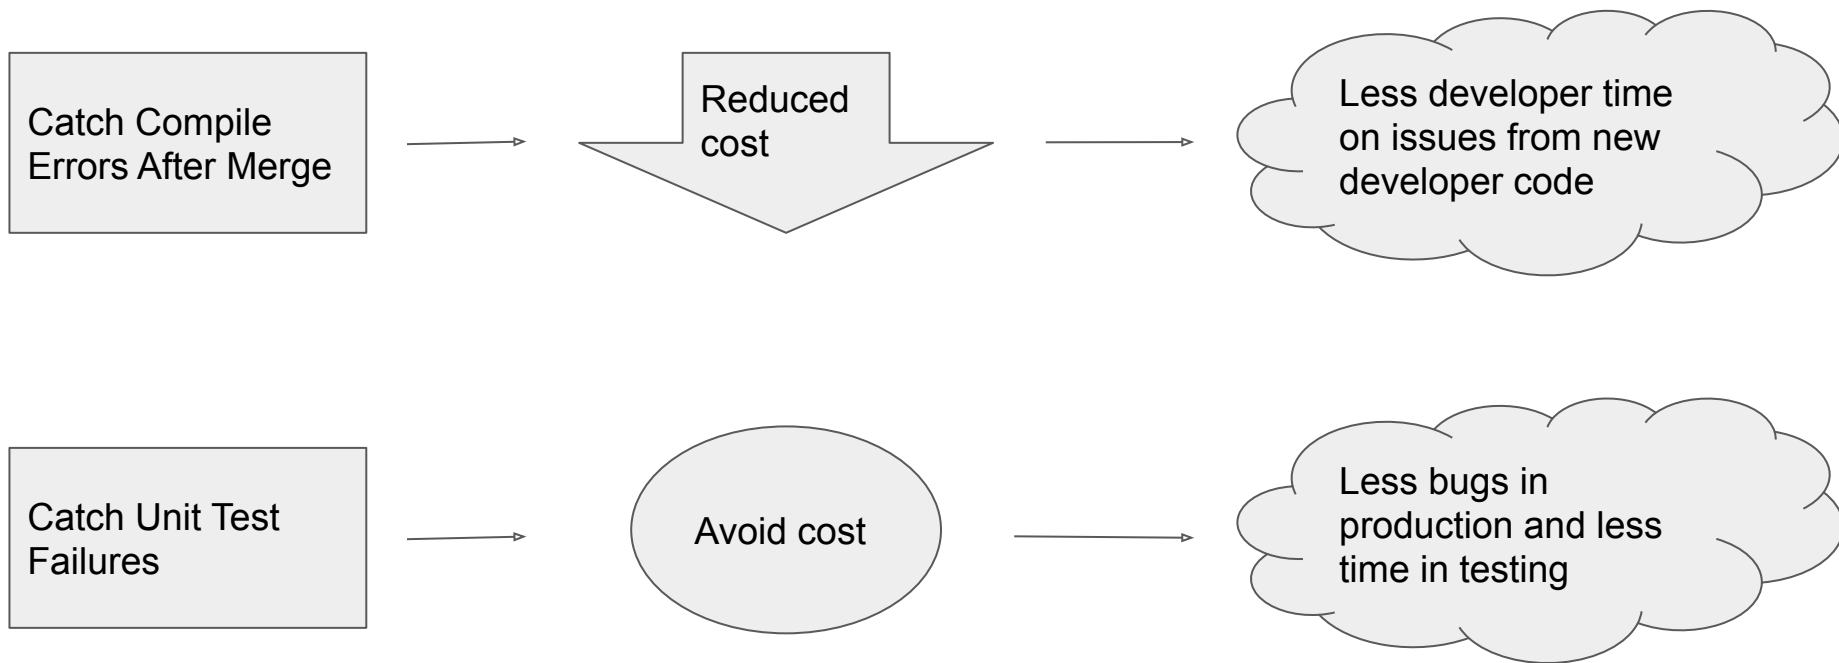 Catch Compile
Errors After Merge
Reduced
cost
Less developer time
on issues from new
developer code
Catch Unit Test
Failures
Avoid cost
Less bugs in
production and less
time in testing